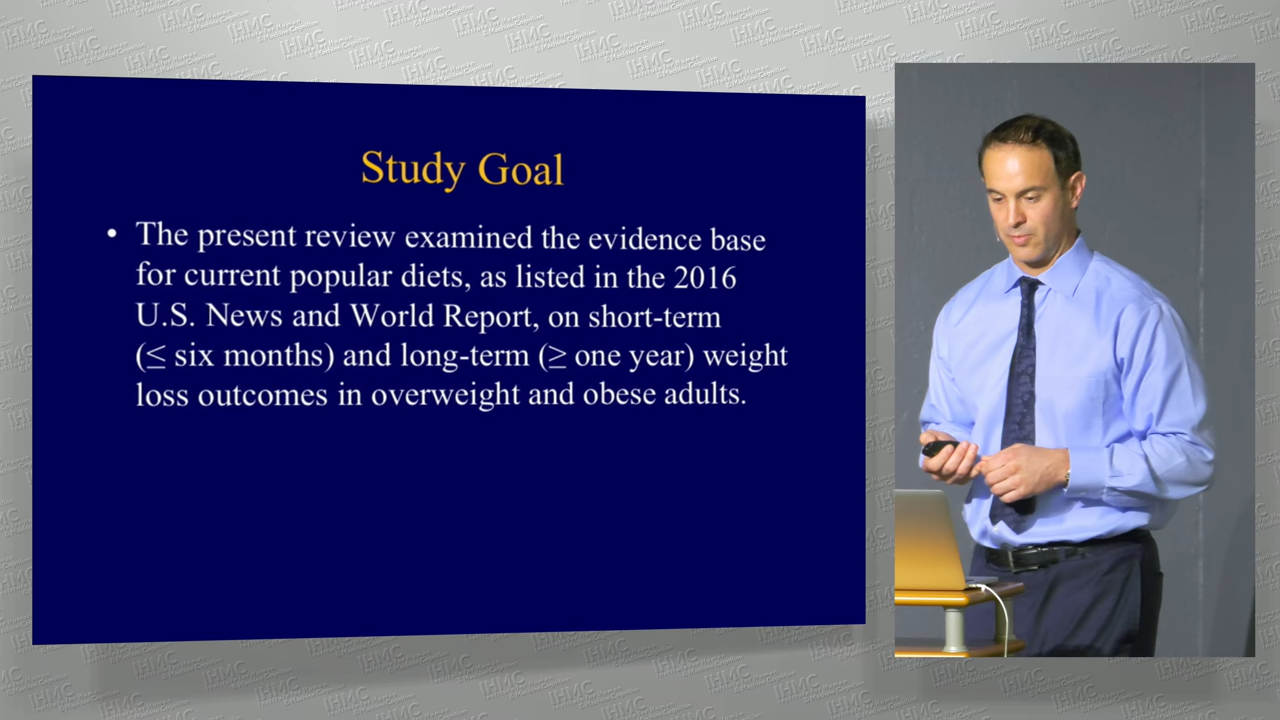 Study Goal
• The present review examined the evidence base
for current popular diets, as listed in the 2016
U.S. News and World Report, on short-term
(≤ six months) and long-term (≥ one year) weight
loss outcomes in overweight and obese adults.
IHMC